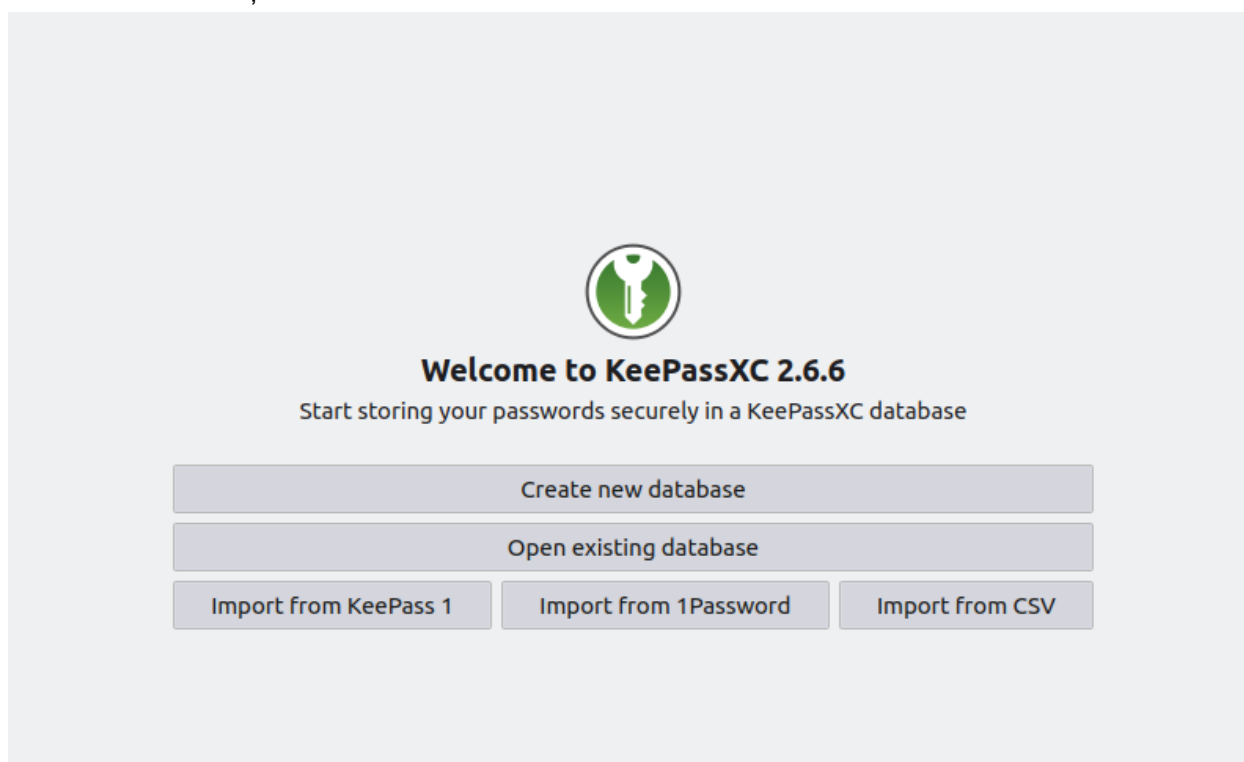 Welcome to KeePassXC 2.6.6
Start storing your passwords securely in a KeePassXC database
Create new database
Open existing database
Import from KeePass 1
Import from 1Password
Import from CSV